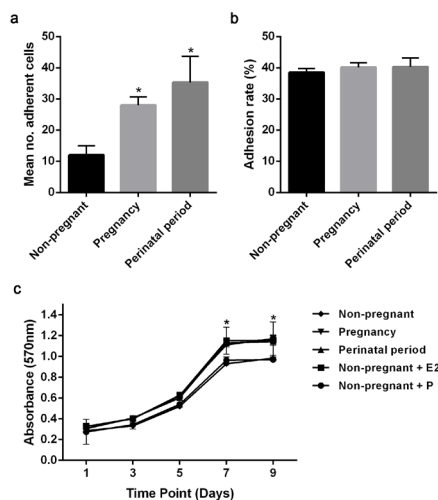 a
Mean no. adherent cells
50
40
30
20
10
0
*
*
Non-pregnant
Pregnancy
Perinatal period
b
Adhesion rate (%)
50
40
30
20
10
0
Non-pregnant
Pregnancy
Perinatal period
c
Absorbance (570nm)
1.4
1.2
1.0
0.8
0.6
0.4
0.2
0.0
*
*
1 3 5 7 9
Time Point (Days)
Non-pregnant
Pregnancy
Perinatal period
Non-pregnant + E2
Non-pregnant + P